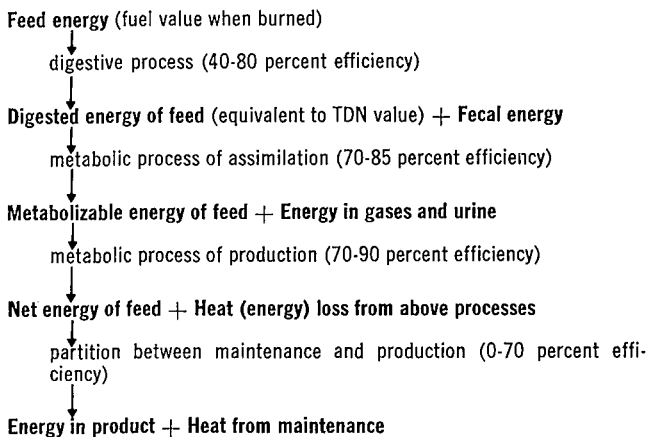 Feed energy (fuel value when burned)
digestive process (40-80 percent efficiency)
Digested energy of feed (equivalent to TDN value) + Fecal energy
metabolic process of assimilation (70-85 percent efficiency)
Metabolizable energy of feed + Energy in gases and urine
metabolic process of production (70-90 percent efficiency)
Net energy of feed + Heat (energy) loss from above processes
partition between maintenance and production (0-70 percent effi-
ciency)
Energy in product + Heat from maintenance